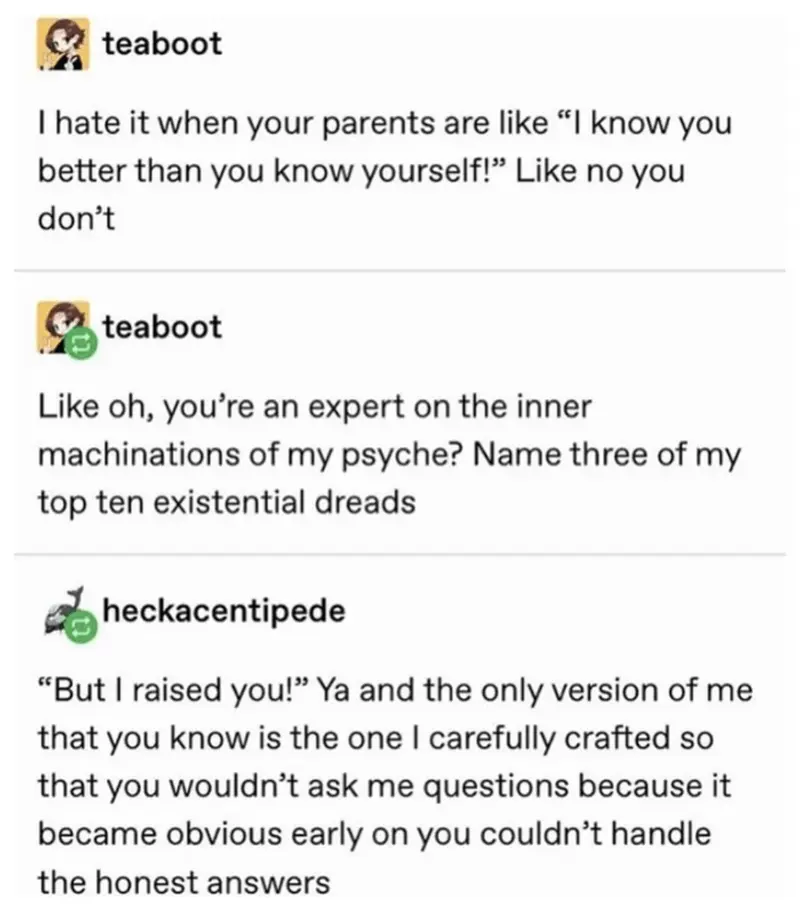 teaboot
I hate it when your parents are like “I know you
better than you know yourself!” Like no you
don’t
teaboot
Like oh, you’re an expert on the inner
machinations of my psyche? Name three of my
top ten existential dreads
heckacentipede
“But I raised you!” Ya and the only version of me
that you know is the one I carefully crafted so
that you wouldn’t ask me questions because it
became obvious early on you couldn’t handle
the honest answers